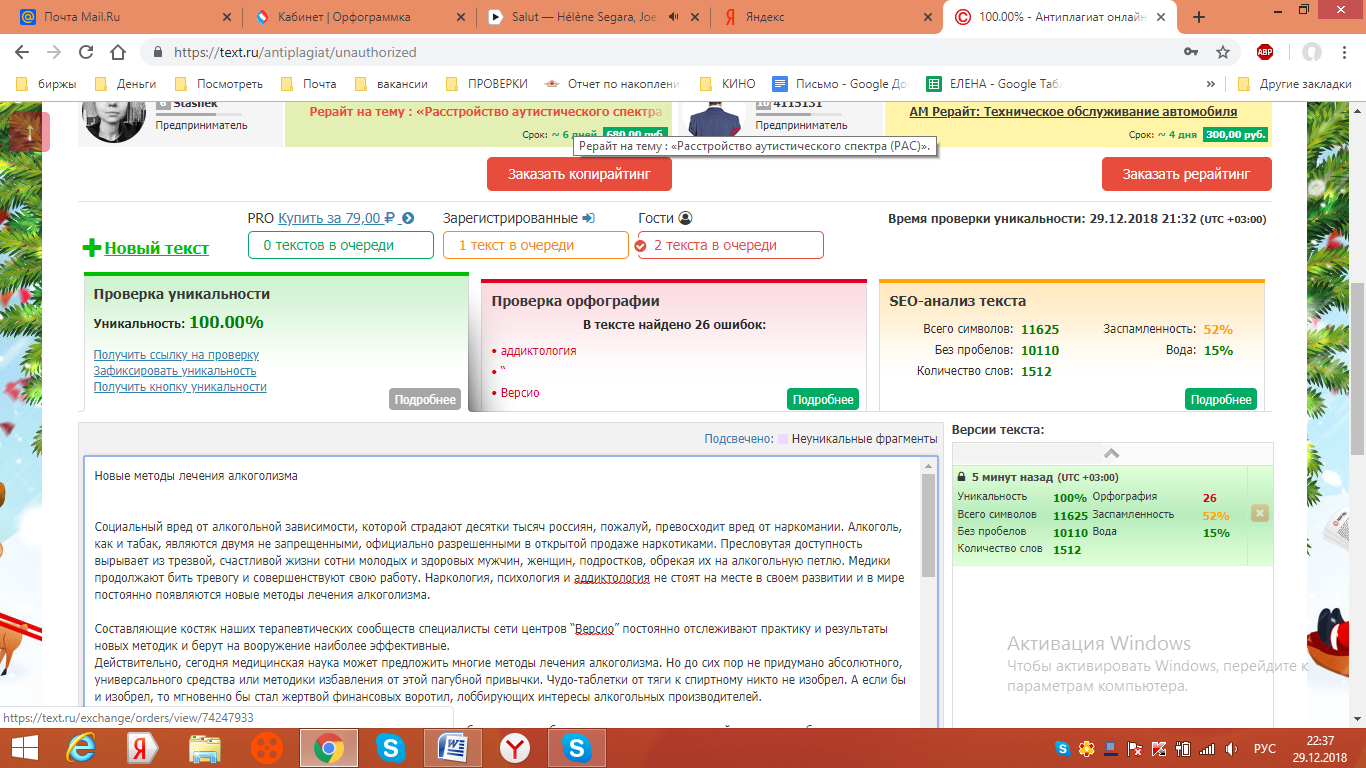 Почта Mail.Ru
Кабинет | Орфограммка
Salut — Hélène Segara, Joe
Яндекс
100.00% - Антиплагиат онлайн
https://text.ru/antiplagiat/unauthorized
ABP
биржы
Деньги
Посмотреть
Почта
вакансии
ПРОВЕРКИ
Отчет по накоплени
КИНО
Письмо - Google До
ЕЛЕНА - Google Табл
»
Другие закладки
8 Stashek
Предприниматель
Рерайт на тему : «Расстройство аутистического спектра
Срок: ~ 6 дней 680,00 руб.
10 4115131
Предприниматель
АМ Рерайт: Техническое обслуживание автомобиля
Срок: ~ 4 дня 300,00 руб.
Рерайт на тему : «Расстройство аутистического спектра (РАС)».
Заказать копирайтинг
Заказать рерайтинг
PRO Купить за 79,00 ₽
Зарегистрированные
Гости
Время проверки уникальности: 29.12.2018 21:32 (UTC +03:00)
Новый текст
0 текстов в очереди
1 текст в очереди
2 текста в очереди
Проверка уникальности
Уникальность: 100.00%
Получить ссылку на проверку
Зафиксировать уникальность
Получить кнопку уникальности
Подробнее
Проверка орфографии
В тексте найдено 26 ошибок:
• аддиктология
• “
• Версио
Подробнее
SEO-анализ текста
Всего символов: 11625
Заспамленность: 52%
Без пробелов: 10110
Вода: 15%
Количество слов: 1512
Подробнее
Подсвечено: Неуникальные фрагменты
Новые методы лечения алкоголизма
Социальный вред от алкогольной зависимости, которой страдают десятки тысяч россиян, пожалуй, превосходит вред от наркомании. Алкоголь,
как и табак, являются двумя не запрещенными, официально разрешенными в открытой продаже наркотиками. Пресловутая доступность
вырывает из трезвой, счастливой жизни сотни молодых и здоровых мужчин, женщин, подростков, обрекая их на алкогольную петлю. Медики
продолжают бить тревогу и совершенствуют свою работу. Наркология, психология и аддиктология не стоят на месте в своем развитии и в мире
постоянно появляются новые методы лечения алкоголизма.
Составляющие костяк наших терапевтических сообществ специалисты сети центров “Версио” постоянно отслеживают практику и результаты
новых методик и берут на вооружение наиболее эффективные.
Действительно, сегодня медицинская наука может предложить многие методы лечения алкоголизма. Но до сих пор не придумано абсолютного,
универсального средства или методики избавления от этой пагубной привычки. Чудо-таблетки от тяги к спиртному никто не изобрел. А если бы
и изобрел, то мгновенно бы стал жертвой финансовых воротил, лоббирующих интересы алкогольных производителей.
Версии текста:
5 минут назад (UTC +03:00)
Уникальность 100% Орфография 26
Всего символов 11625 Заспамленность 52%
Без пробелов 10110 Вода 15%
Количество слов 1512
Активация Windows
Чтобы активировать Windows, перейдите к
параметрам компьютера.
https://text.ru/exchange/orders/view/74247933
РУС
22:37
29.12.2018